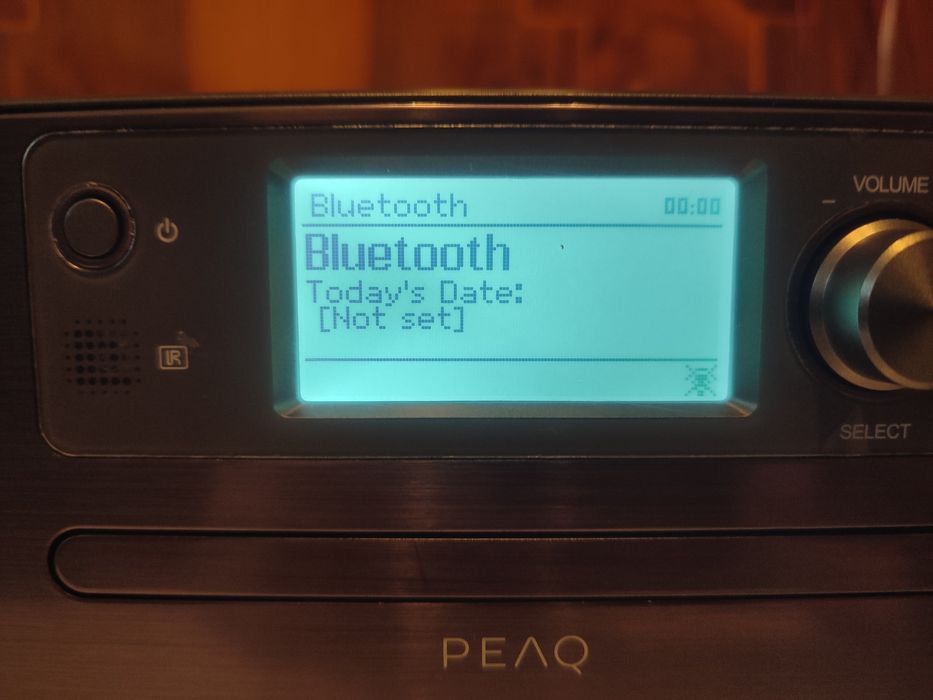 VOLUME
–
Bluetooth 00:00
Bluetooth
Today's Date:
[Not set]
IR
SELECT
PEAQ